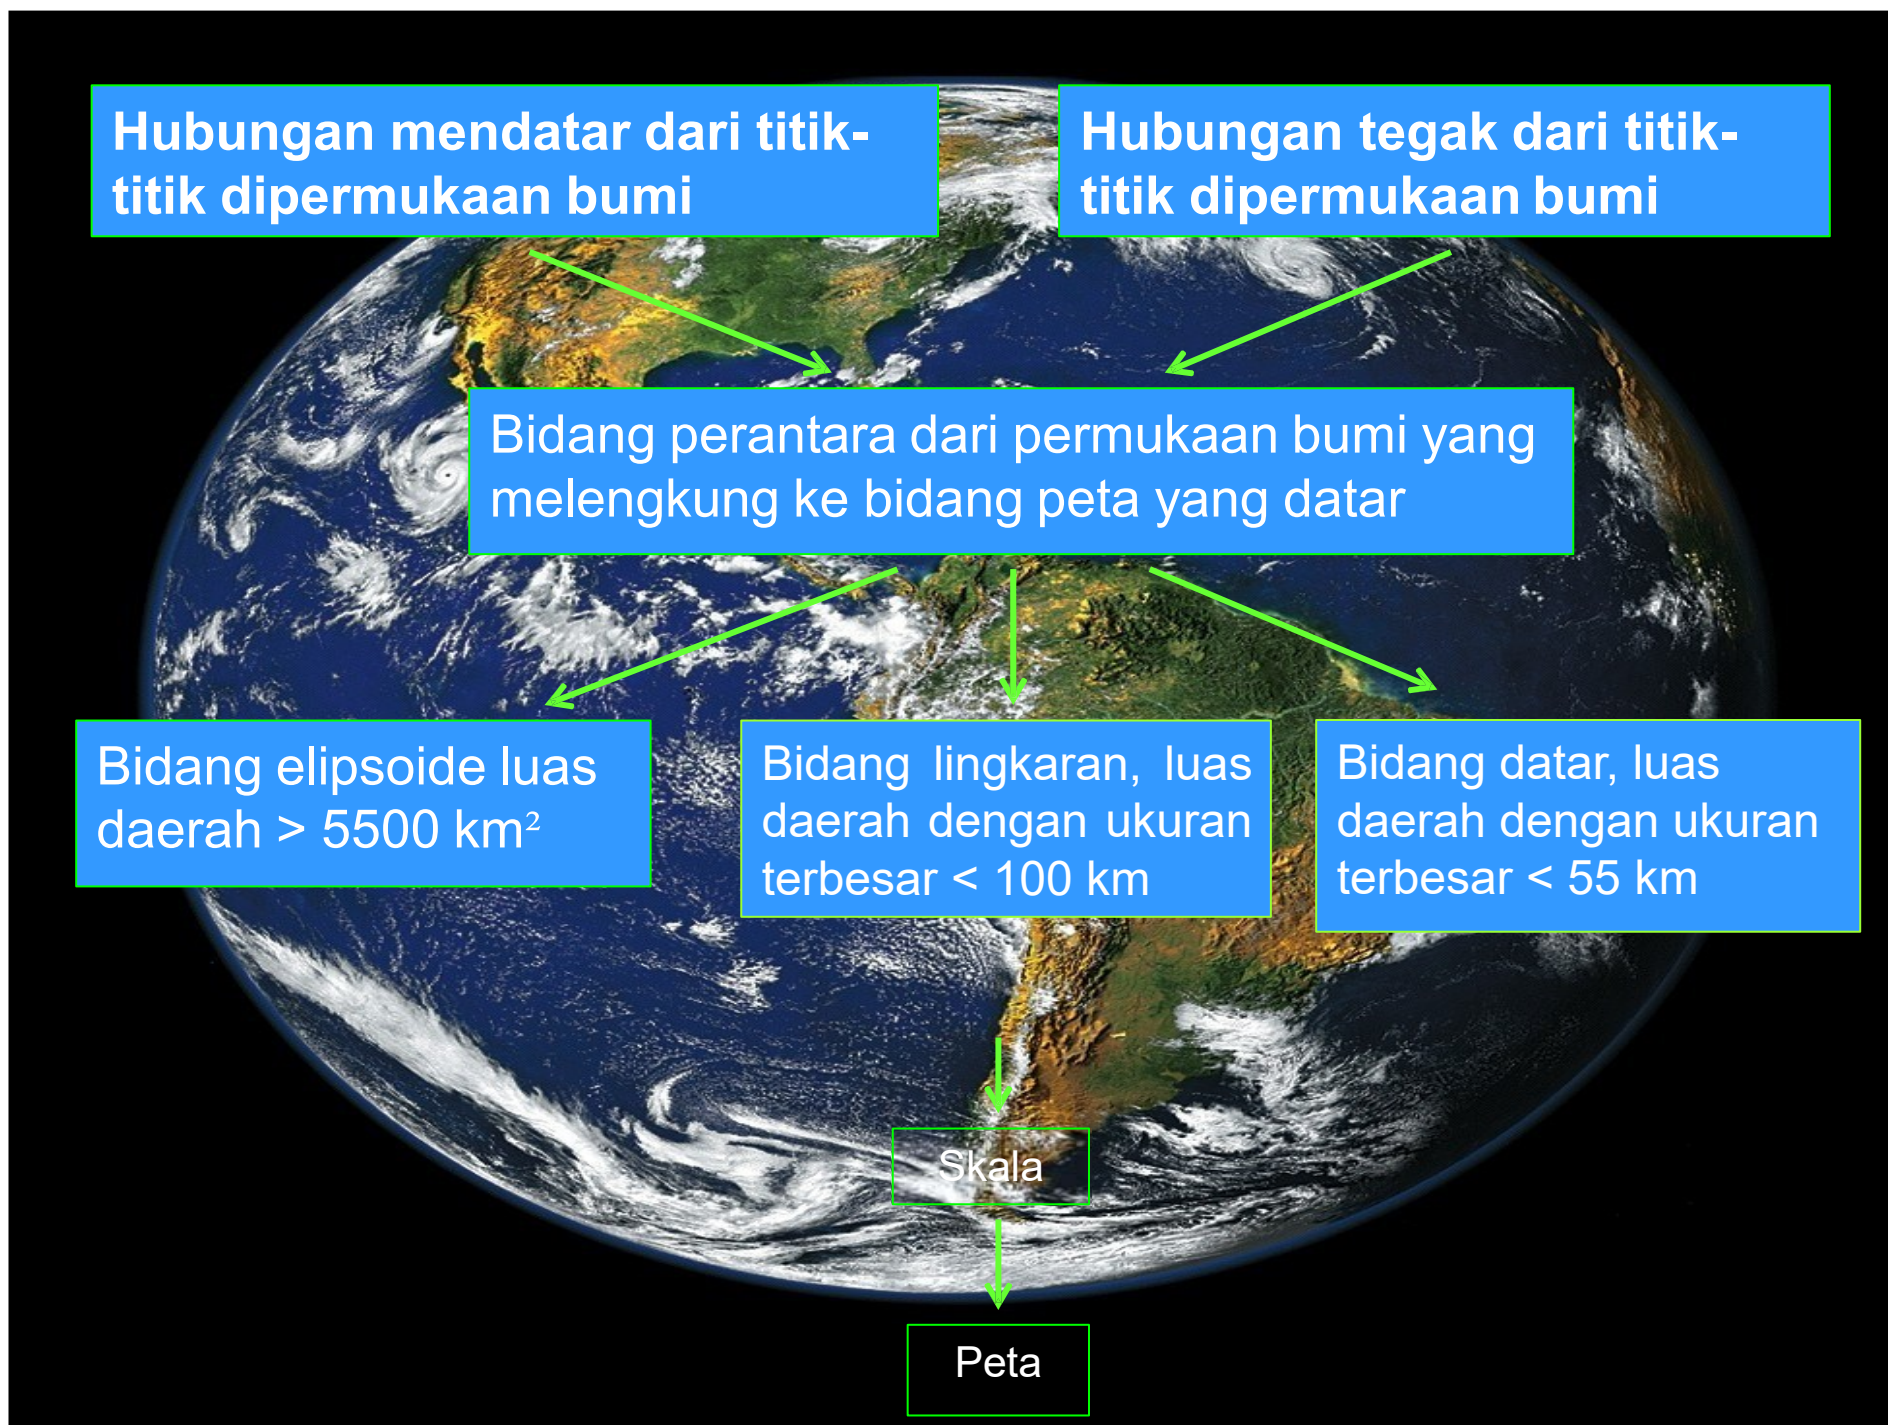 Hubungan mendatar dari titik-
titik dipermukaan bumi
Hubungan tegak dari titik-
titik dipermukaan bumi
Bidang perantara dari permukaan bumi yang
melengkung ke bidang peta yang datar
Bidang elipsoide luas
daerah > 5500 km²
Bidang lingkaran, luas
daerah dengan ukuran
terbesar < 100 km
Bidang datar, luas
daerah dengan ukuran
terbesar < 55 km
Skala
Peta